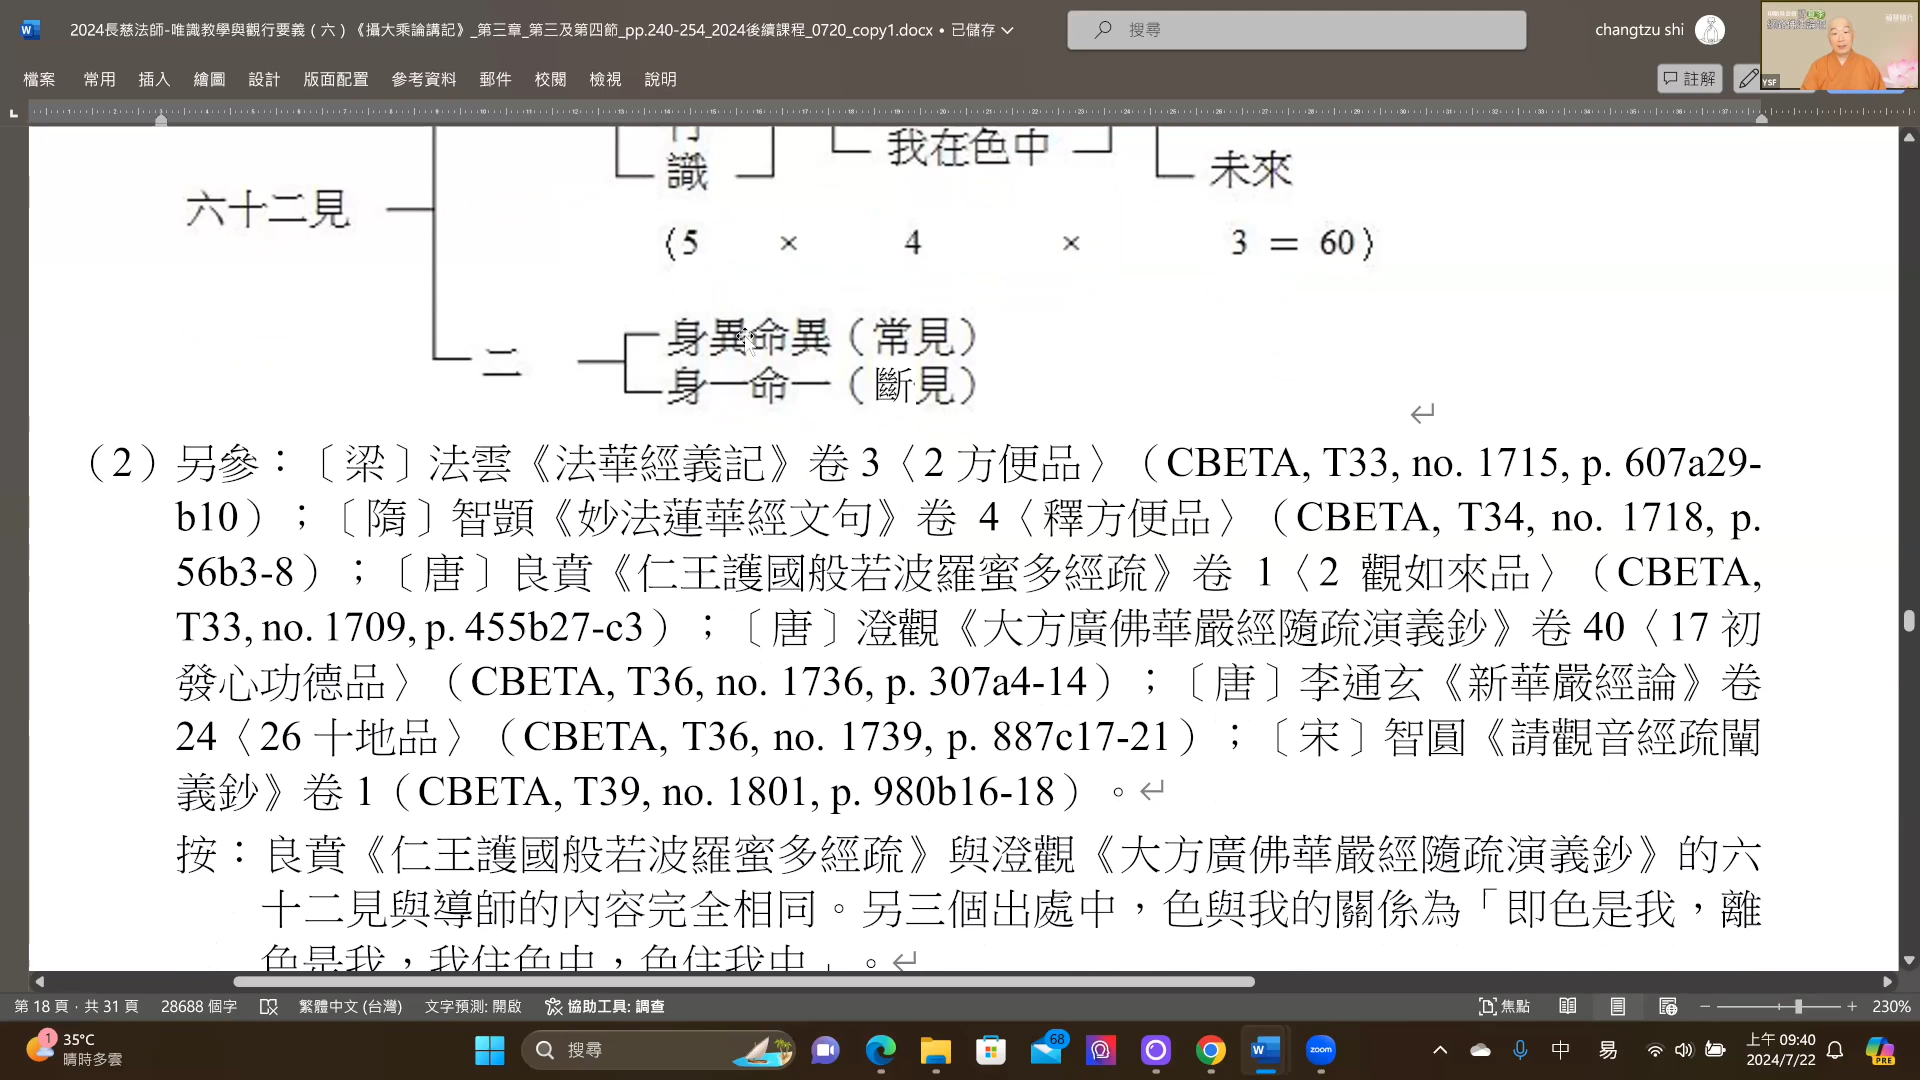 2024長慈法師-唯識教學與觀行要義(六)《攝大乘論講記》_第三章_第三及第四節_pp.240-254_2024後續課程_0720_copy1.docx • 已儲存
搜尋
changtzu shi
檔案 常用 插入 繪圖 設計 版面配置 參考資料 郵件 校閱 檢視 說明
註解
YSF
我在色中
識
未來
六十二見
(5 × 4 × 3 = 60)
身異命異(常見)
二
身一命一(斷見)
(2)另參:〔梁〕法雲《法華經義記》卷 3〈2 方便品〉(CBETA, T33, no. 1715, p. 607a29-
b10);〔隋〕智顗《妙法蓮華經文句》卷 4〈釋方便品〉(CBETA, T34, no. 1718, p.
56b3-8);〔唐〕良賁《仁王護國般若波羅蜜多經疏》卷 1〈2 觀如來品〉(CBETA,
T33, no. 1709, p. 455b27-c3);〔唐〕澄觀《大方廣佛華嚴經隨疏演義鈔》卷 40〈17 初
發心功德品〉(CBETA, T36, no. 1736, p. 307a4-14);〔唐〕李通玄《新華嚴經論》卷
24〈26 十地品〉(CBETA, T36, no. 1739, p. 887c17-21);〔宋〕智圓《請觀音經疏闡
義鈔》卷 1(CBETA, T39, no. 1801, p. 980b16-18)。
按:良賁《仁王護國般若波羅蜜多經疏》與澄觀《大方廣佛華嚴經隨疏演義鈔》的六
十二見與導師的內容完全相同。另三個出處中,色與我的關係為「即色是我,離
色是我,我住色中,色住我中」。
第 18 頁,共 31 頁 28688 個字 繁體中文 (台灣) 文字預測: 開啟 協助工具: 調查 焦點 230%
1
35°C
晴時多雲
搜尋
68
zoom
中
易
上午 09:40
2024/7/22
PRE